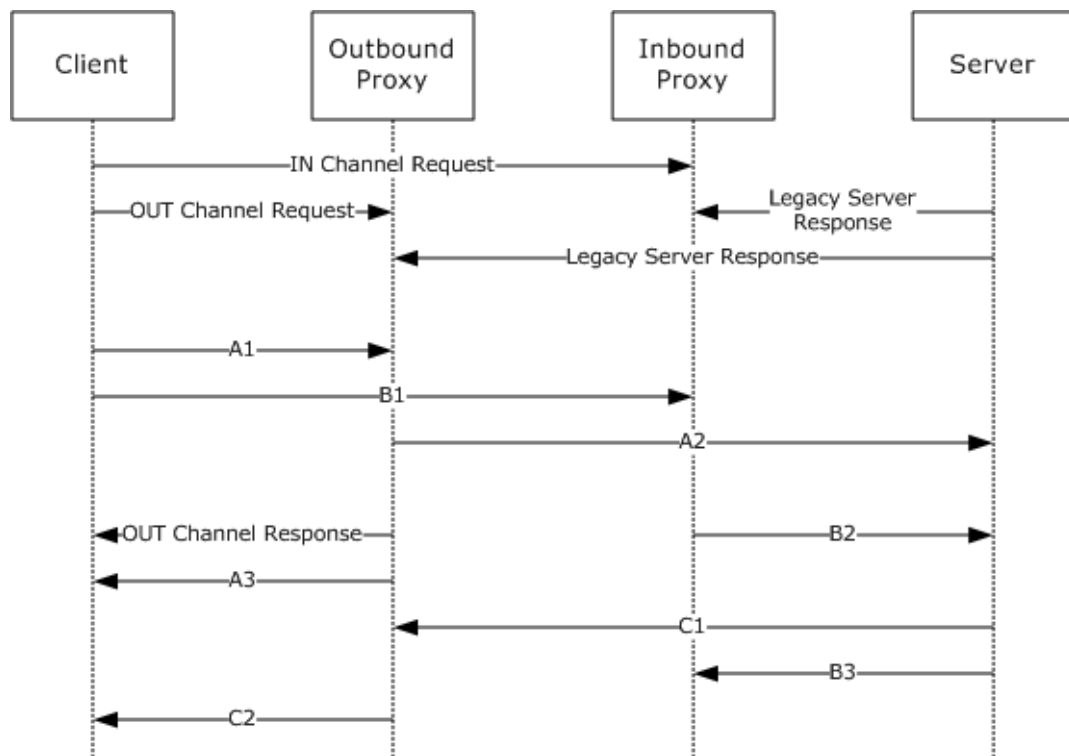 Client
Outbound
Proxy
Inbound
Proxy
Server
IN Channel Request
OUT Channel Request
Legacy Server
Response
Legacy Server Response
A1
B1
A2
OUT Channel Response
B2
A3
C1
B3
C2